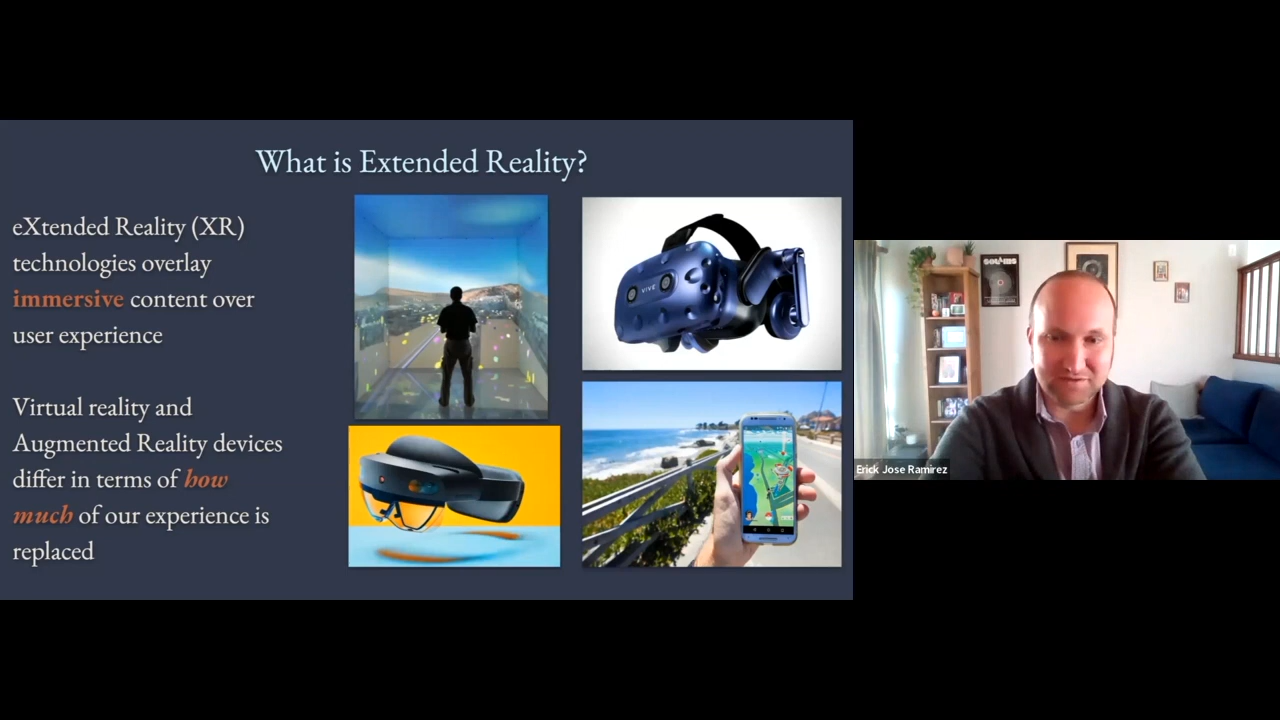 What is Extended Reality?
eXtended Reality (XR)
technologies overlay
immersive content over
user experience
Virtual reality and
Augmented Reality devices
differ in terms of how
much of our experience is
replaced
VIVE
Erick Jose Ramirez